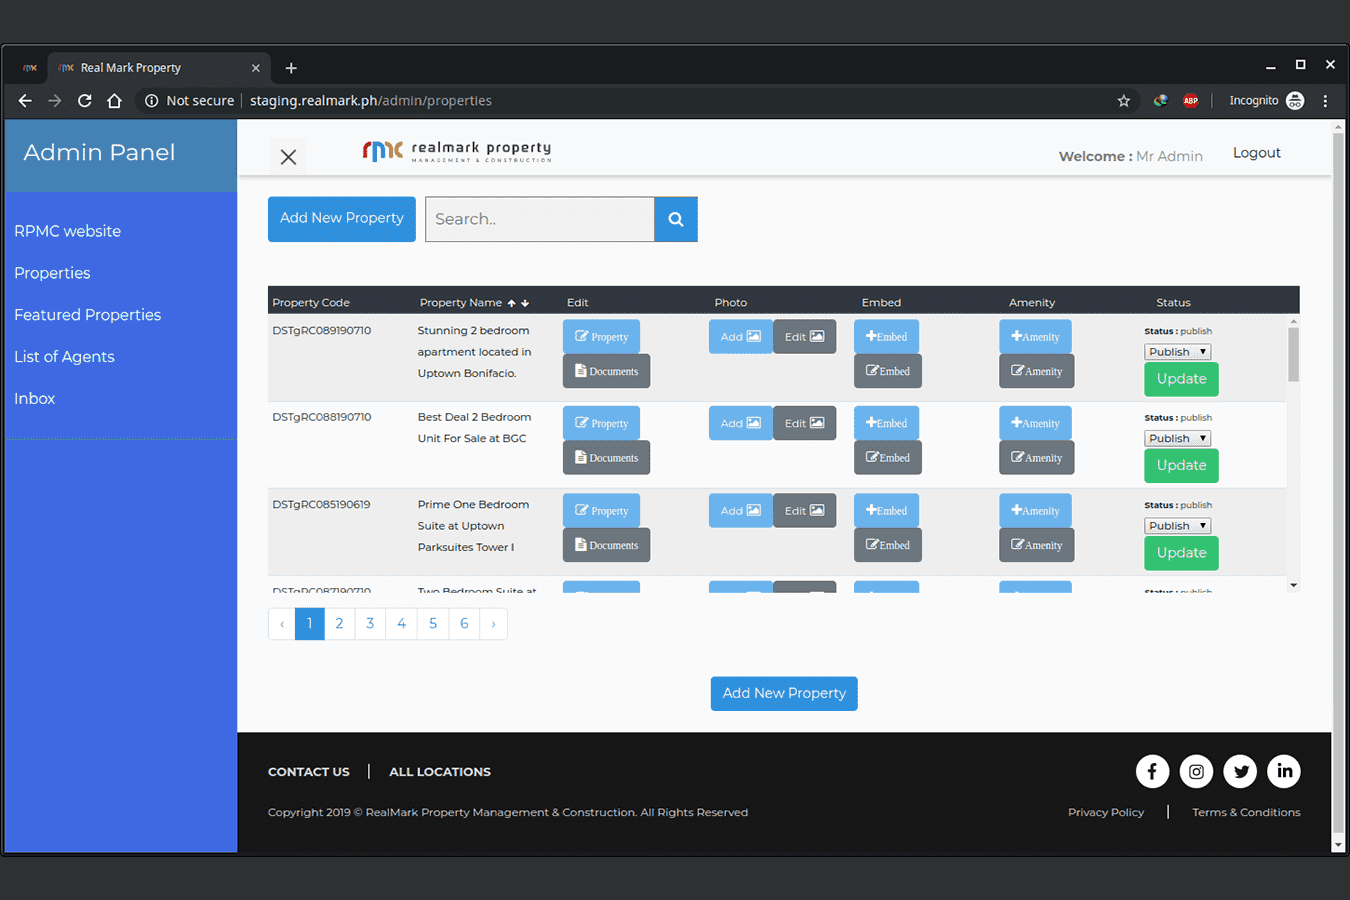 rmc
rmc Real Mark Property
Not secure staging.realmark.ph/admin/properties
ABP
Incognito
Admin Panel
RPMC website
Properties
Featured Properties
List of Agents
Inbox
rpmc realmark property
MANAGEMENT & CONSTRUCTION
Welcome : Mr Admin
Logout
Add New Property
Search..
Property Code Property Name Edit Photo Embed Amenity Status
DSTgRC089190710
Stunning 2 bedroom
apartment located in
Uptown Bonifacio.
Property
Documents
Add Edit
Embed
Embed
Amenity
Amenity
Status : publish
Publish
Update
DSTgRC088190710
Best Deal 2 Bedroom
Unit For Sale at BGC
Property
Documents
Add Edit
Embed
Embed
Amenity
Amenity
Status : publish
Publish
Update
DSTgRC085190619
Prime One Bedroom
Suite at Uptown
Parksuites Tower I
Property
Documents
Add Edit
Embed
Embed
Amenity
Amenity
Status : publish
Publish
Update
DSTgRC087190710
Two Bedroom Suite at
Status : publish
‹ 1 2 3 4 5 6 ›
Add New Property
CONTACT US | ALL LOCATIONS
Copyright 2019 © RealMark Property Management & Construction. All Rights Reserved
Privacy Policy | Terms & Conditions